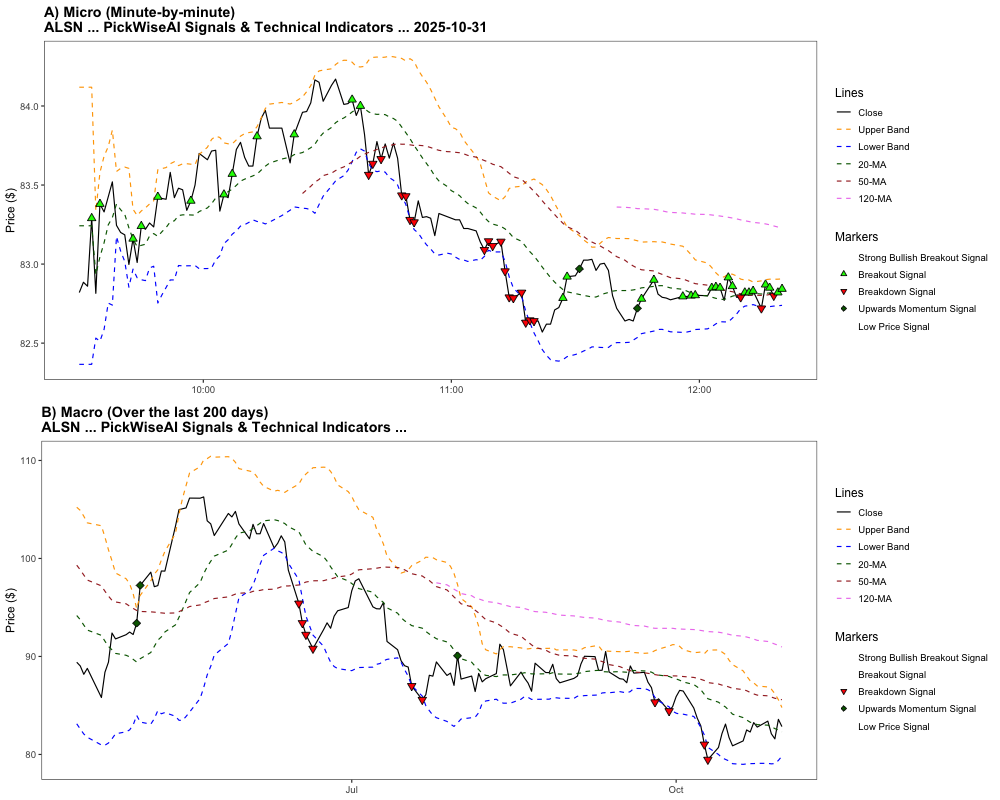 A) Micro (Minute-by-minute)
ALSN ... PickWiseAI Signals & Technical Indicators ... 2025-10-31
Price ($)
84.0
83.5
83.0
82.5
10:00
11:00
12:00
Lines
Close
Upper Band
Lower Band
20-MA
50-MA
120-MA
Markers
Strong Bullish Breakout Signal
Breakout Signal
Breakdown Signal
Upwards Momentum Signal
Low Price Signal
B) Macro (Over the last 200 days)
ALSN ... PickWiseAI Signals & Technical Indicators ...
Price ($)
110
100
90
80
Jul
Oct
Lines
Close
Upper Band
Lower Band
20-MA
50-MA
120-MA
Markers
Strong Bullish Breakout Signal
Breakout Signal
Breakdown Signal
Upwards Momentum Signal
Low Price Signal